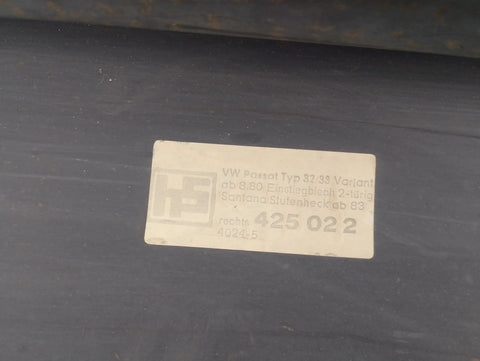 HS
VW Passat Typ 32/33 Variant
ab 8.80 Einstiegblech 2-türig
Santana Stufenheck ab 83
rechts 425 02 2
4024-5